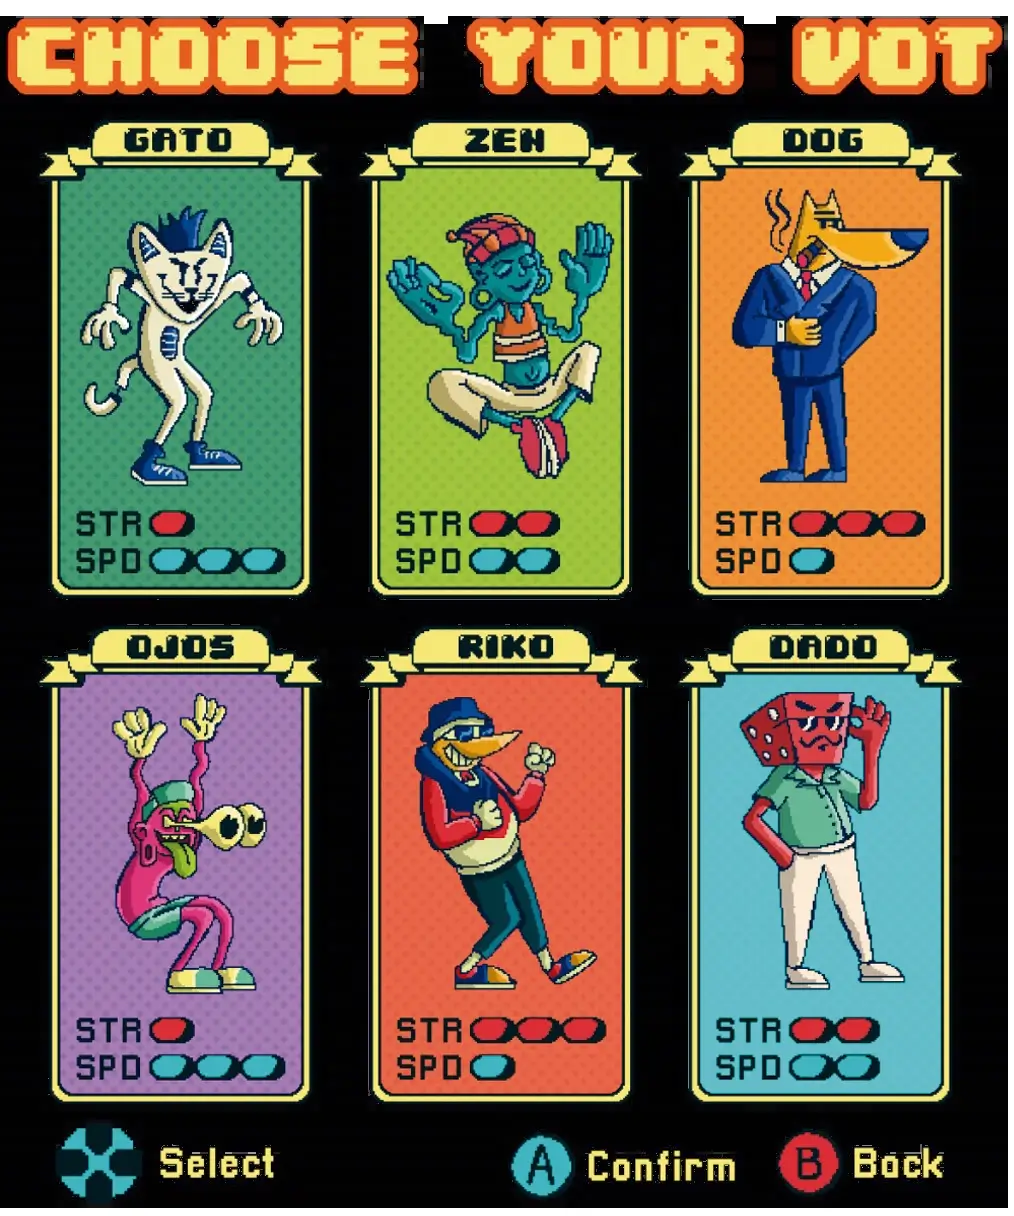 CHOOSE YOUR VOT
GATO
ZEN
DOG
STR
SPD
STR
SPD
STR
SPD
OJOS
RIKO
DADO
STR
SPD
STR
SPD
STR
SPD
Select
A Confirm
B Back